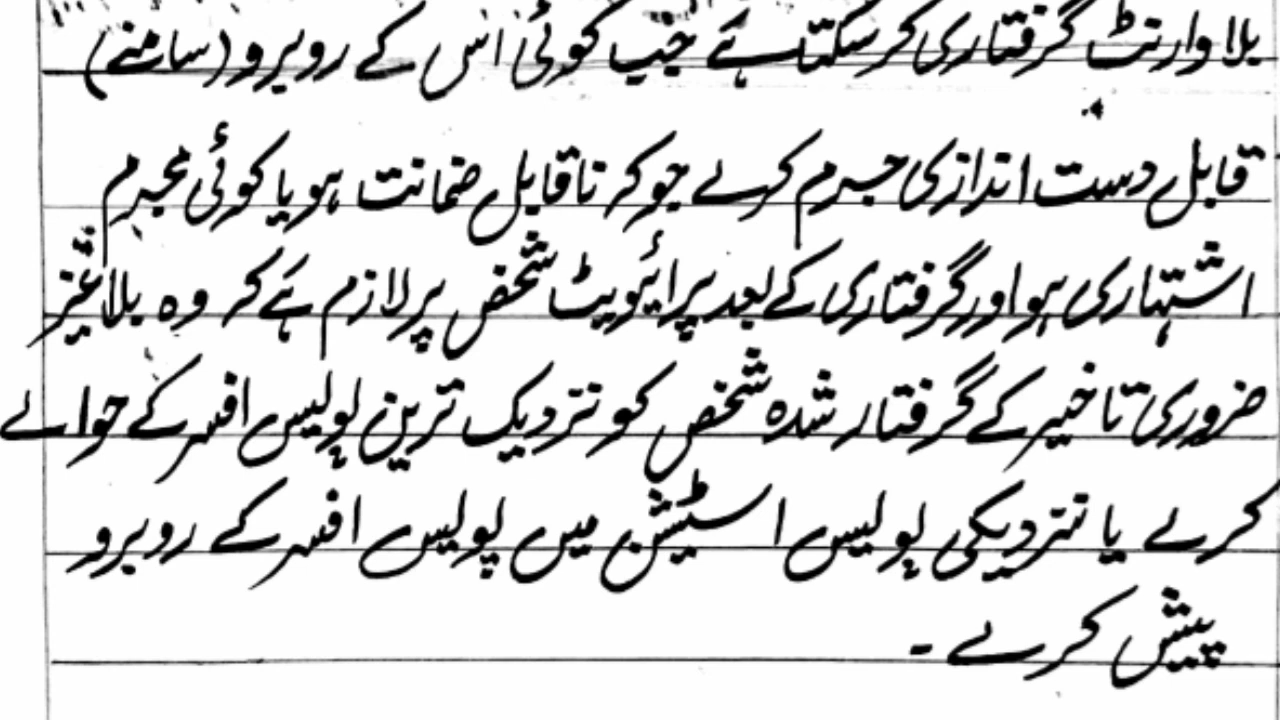 بلا وارنٹ گرفتاری کر سکتا ہے جب کوئی اس کے روبرو (سامنے)
قابل دست اندازی جرم کرے جو کہ ناقابل ضمانت ہو یا کوئی مجرم
اشتہاری ہو اور گرفتاری کے بعد پرائیویٹ شخص پر لازم ہے کہ وہ بلا غیر
ضروری تاخیر کے گرفتار شدہ شخص کو نزدیک ترین پولیس افسر کے حوالے
کرے یا نزدیکی پولیس اسٹیشن میں پولیس افسر کے روبرو
پیش کرے ۔